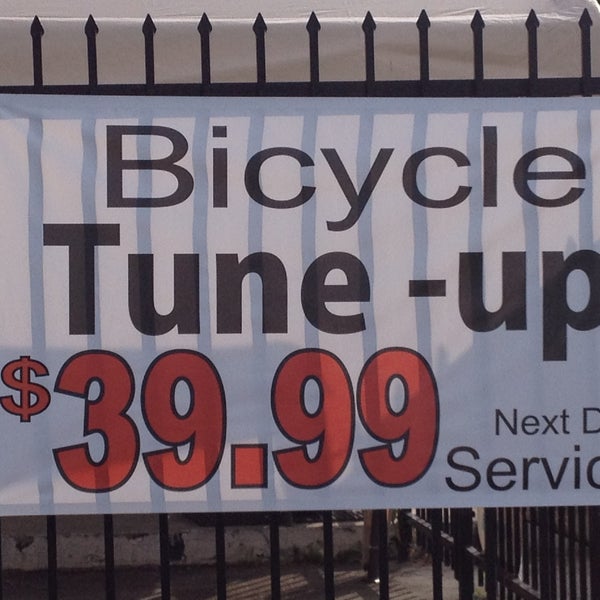 Bicycle
Tune-up
$39.99
Next D
Servic